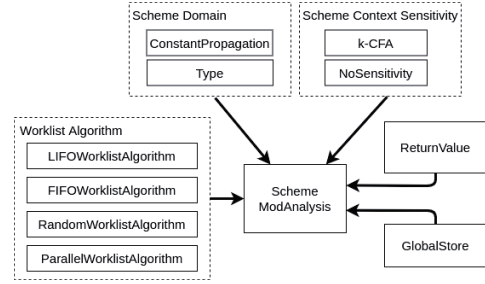 Scheme Domain
ConstantPropagation
Type
Scheme Context Sensitivity
k-CFA
NoSensitivity
Worklist Algorithm
LIFOWorklistAlgorithm
FIFOWorklistAlgorithm
RandomWorklistAlgorithm
ParallelWorklistAlgorithm
Scheme
ModAnalysis
ReturnValue
GlobalStore